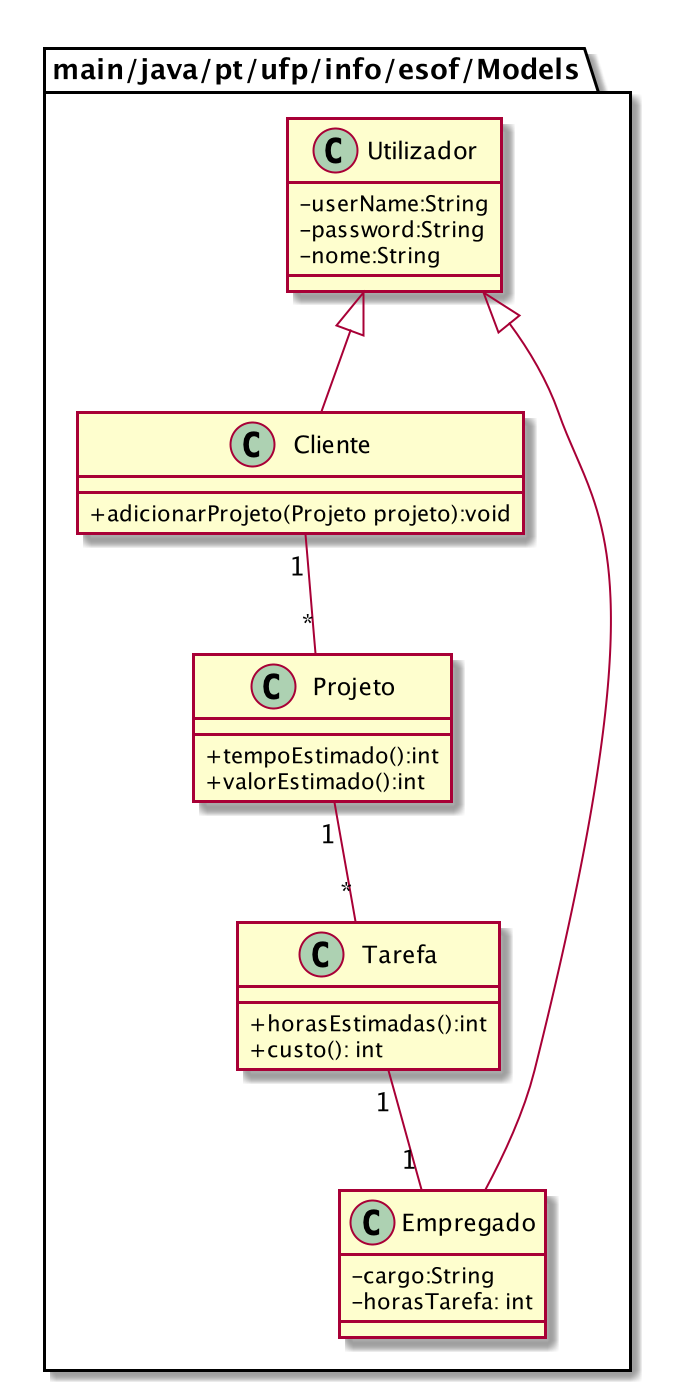 main/java/pt/ufp/info/esof/Models
C Utilizador
-userName:String
-password:String
-nome:String
C Cliente
+adicionarProjeto(Projeto projeto):void
1
*
C Projeto
+tempoEstimado():int
+valorEstimado():int
1
*
C Tarefa
+horasEstimadas():int
+custo(): int
1
1
C Empregado
-cargo:String
-horasTarefa: int